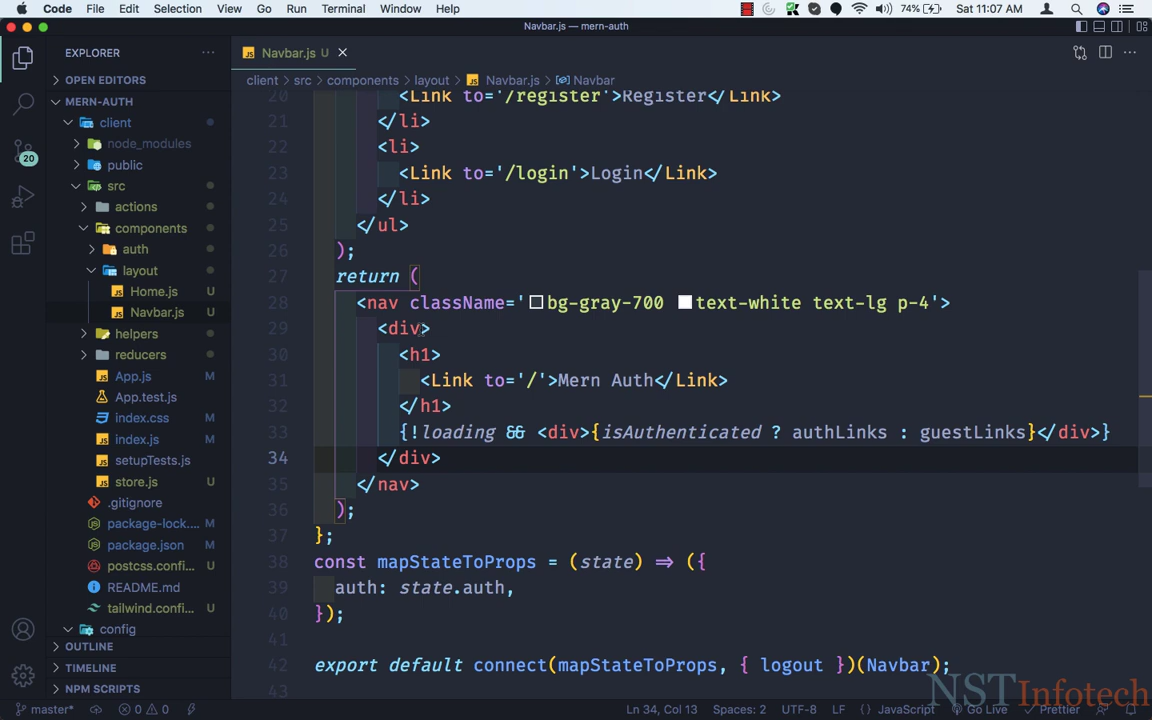 Code File Edit Selection View Go Run Terminal Window Help 74% Sat 11:07 AM
Navbar.js — mern-auth
EXPLORER
Navbar.js U
OPEN EDITORS
client > src > components > layout > Navbar.js > Navbar
MERN-AUTH
client
node_modules
public
src
actions
components
auth
layout
Home.js U
Navbar.js U
helpers
reducers
App.js M
App.test.js
index.css M
index.js M
setupTests.js
store.js U
.gitignore
package-lock.... M
package.json M
postcss.confi... U
README.md
tailwind.confi... U
config
OUTLINE
TIMELINE
NPM SCRIPTS
20
20 <Link to='/register'>Register</Link>
21 </li>
22 <li>
23 <Link to='/login'>Login</Link>
24 </li>
25 </ul>
26 );
27 return (
28 <nav className='bg-gray-700 text-white text-lg p-4'>
29 <div>
30 <h1>
31 <Link to='/'>Mern Auth</Link>
32 </h1>
33 {!loading && <div>{isAuthenticated ? authLinks : guestLinks}</div>}
34 </div>
35 </nav>
36 );
37 };
38 const mapStateToProps = (state) => ({
39 auth: state.auth,
40 });
41
42 export default connect(mapStateToProps, { logout })(Navbar);
43
NSTInfotech
master* 0 0 Ln 34, Col 13 Spaces: 2 UTF-8 LF {} JavaScript Go Live Prettier